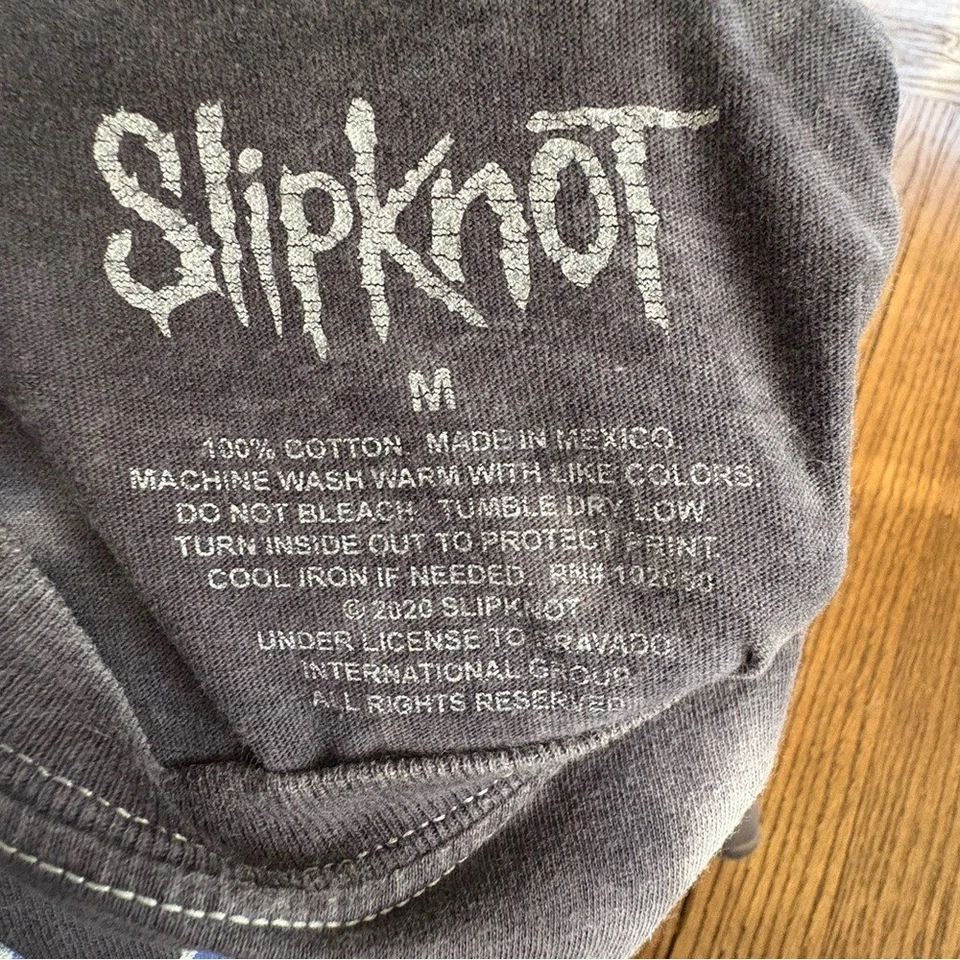 SlipknoT
M
100% COTTON. MADE IN MEXICO.
MACHINE WASH WARM WITH LIKE COLORS.
DO NOT BLEACH. TUMBLE DRY LOW.
TURN INSIDE OUT TO PROTECT PRINT.
COOL IRON IF NEEDED. RN#
© 2020 SLIPKNOT
UNDER LICENSE TO BRAVADO
INTERNATIONAL GROUP
ALL RIGHTS RESERVED